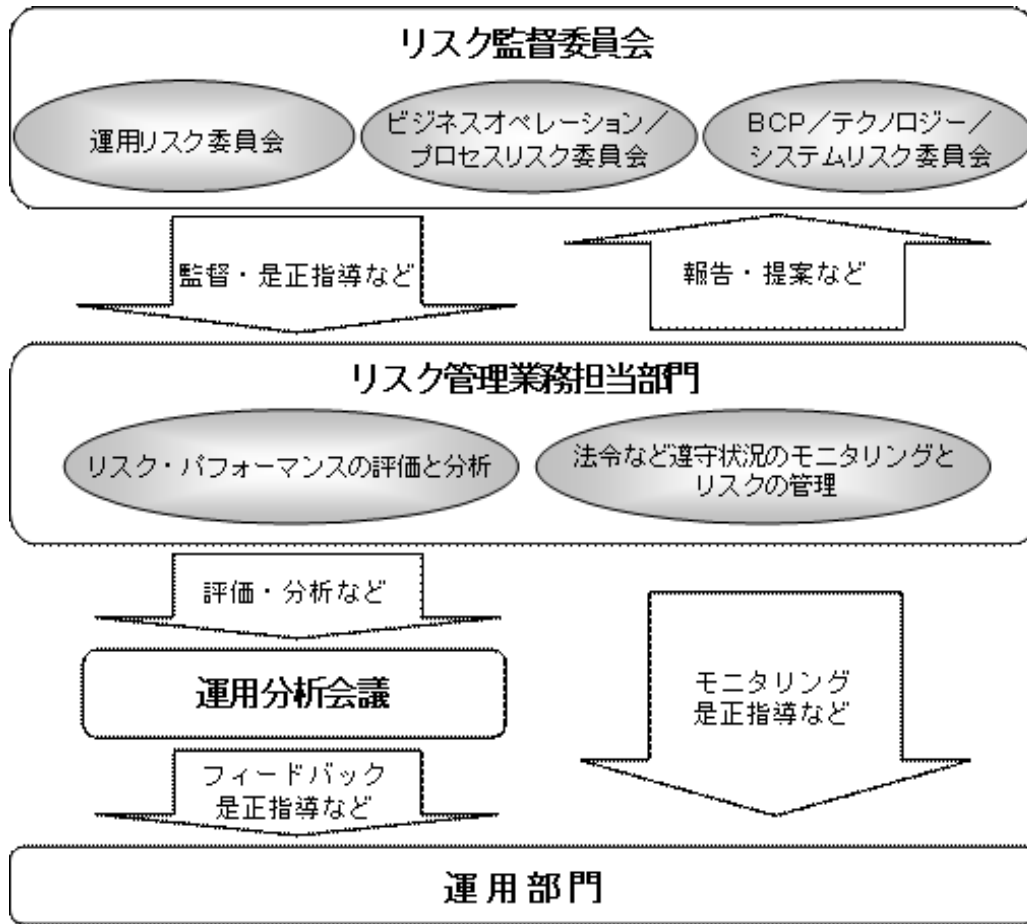 リスク監督委員会
運用リスク委員会
ビジネスオペレーション／
プロセスリスク委員会
BCP／テクノロジー／
システムリスク委員会
監督・是正指導など
報告・提案など
リスク管理業務担当部門
リスク・パフォーマンスの評価と分析
法令など遵守状況のモニタリングと
リスクの管理
評価・分析など
運用分析会議
モニタリング
是正指導など
フィードバック
是正指導など
運用部門